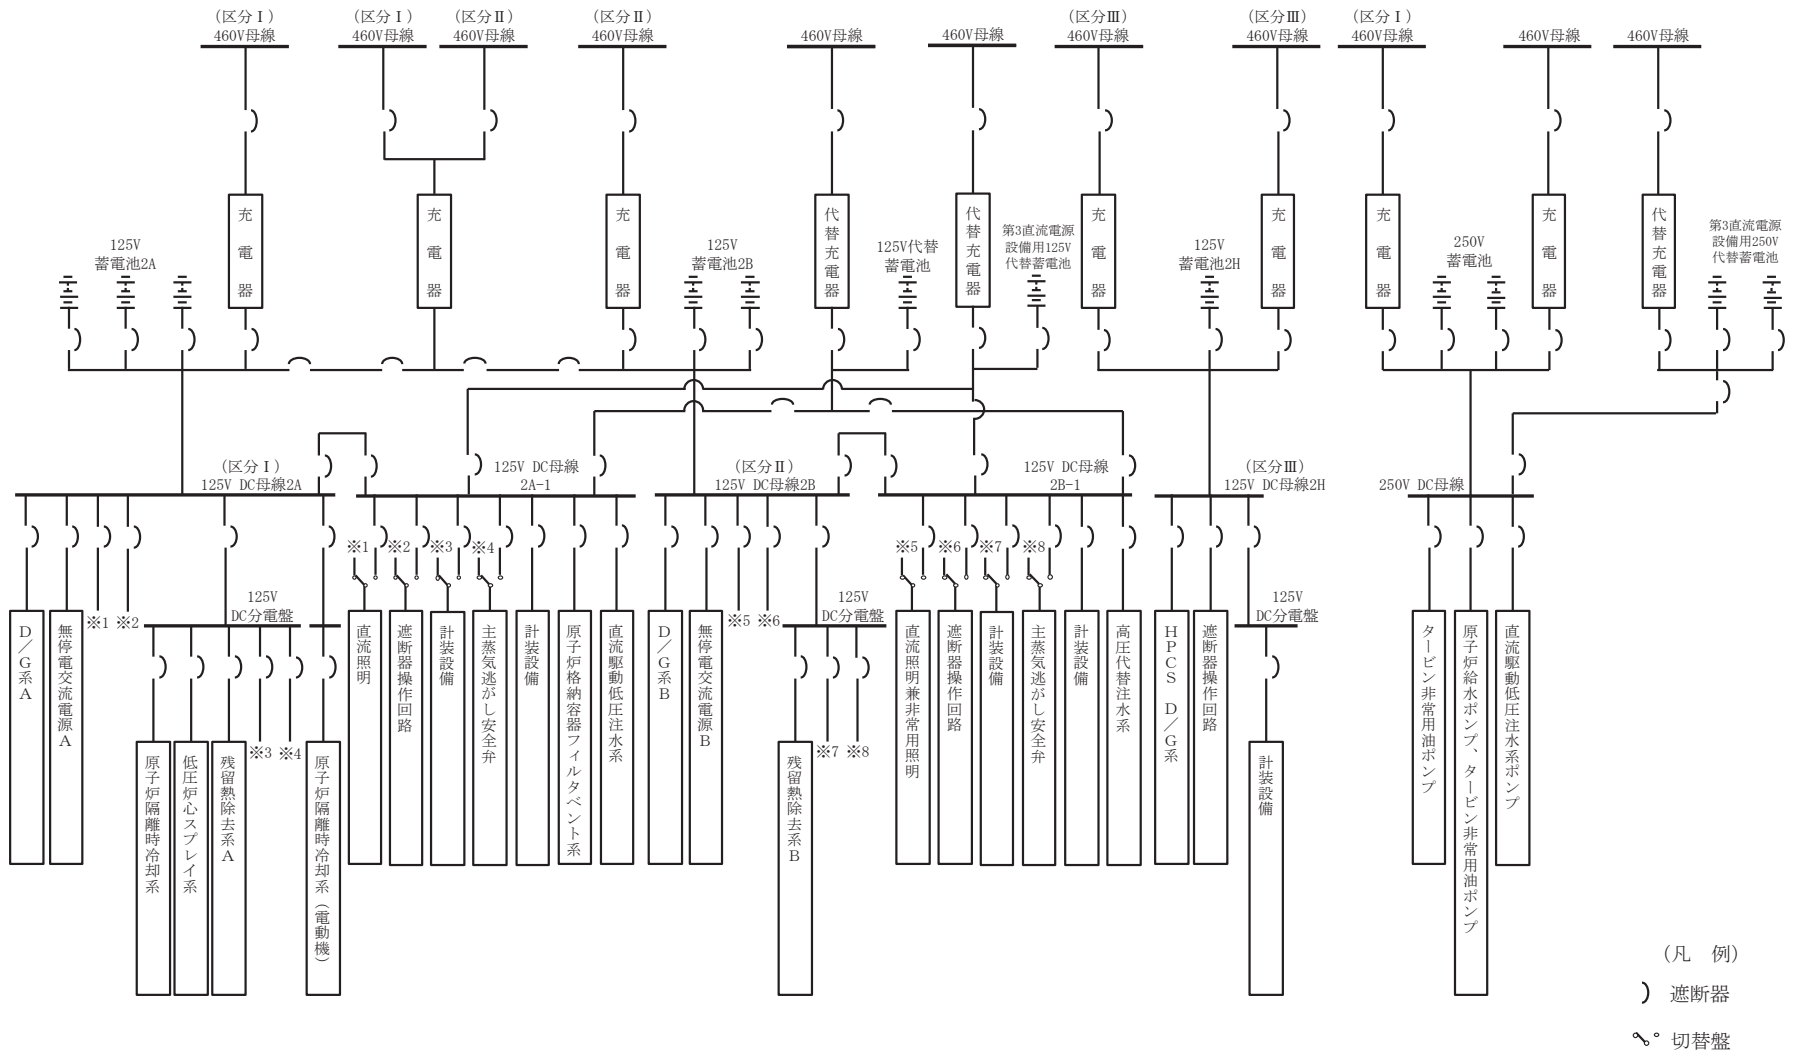 （区分Ⅰ）
460V母線
（区分Ⅰ）
460V母線
（区分Ⅱ）
460V母線
（区分Ⅱ）
460V母線
460V母線
460V母線
（区分Ⅲ）
460V母線
（区分Ⅲ）
460V母線
（区分Ⅰ）
460V母線
460V母線
460V母線
125V
蓄電池2A
充電器
充電器
充電器
125V
蓄電池2B
代替充電器
125V代替
蓄電池
代替充電器
第3直流電源
設備用125V
代替蓄電池
充電器
125V
蓄電池2H
充電器
充電器
250V
蓄電池
充電器
代替充電器
第3直流電源
設備用250V
代替蓄電池
（区分Ⅰ）
125V DC母線2A
125V DC母線
2A-1
（区分Ⅱ）
125V DC母線2B
125V DC母線
2B-1
（区分Ⅲ）
125V DC母線2H
250V DC母線
※1
※2
※3
※4
※5
※6
※7
※8
D／G系A
無停電交流電源A
※1
※2
125V
DC分電盤
直流照明
遮断器操作回路
計装設備
主蒸気逃がし安全弁
計装設備
原子炉格納容器フィルタベント系
直流駆動低圧注水系
D／G系B
無停電交流電源B
※5
※6
125V
DC分電盤
直流照明兼非常用照明
遮断器操作回路
計装設備
主蒸気逃がし安全弁
計装設備
高圧代替注水系
HPCS　D／G系
遮断器操作回路
125V
DC分電盤
タービン非常用油ポンプ
原子炉給水ポンプ、タービン非常用油ポンプ
直流駆動低圧注水系ポンプ
原子炉隔離時冷却系
低圧炉心スプレイ系
残留熱除去系A
※3
※4
原子炉隔離時冷却系（電動機）
残留熱除去系B
※7
※8
計装設備
（凡　例）
遮断器
切替盤